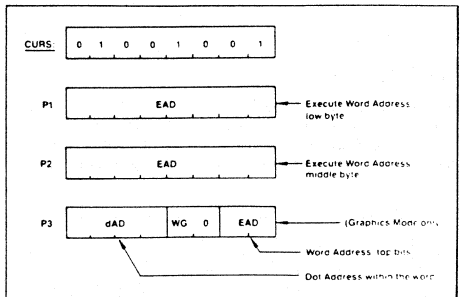 CURS: 0 1 0 0 1 0 0 1
P1 EAD Execute Word Address
low byte
P2 EAD Execute Word Address
middle byte
P3 dAD WG 0 EAD (Graphics Mode only)
Word Address top bits
Dot Address within the word